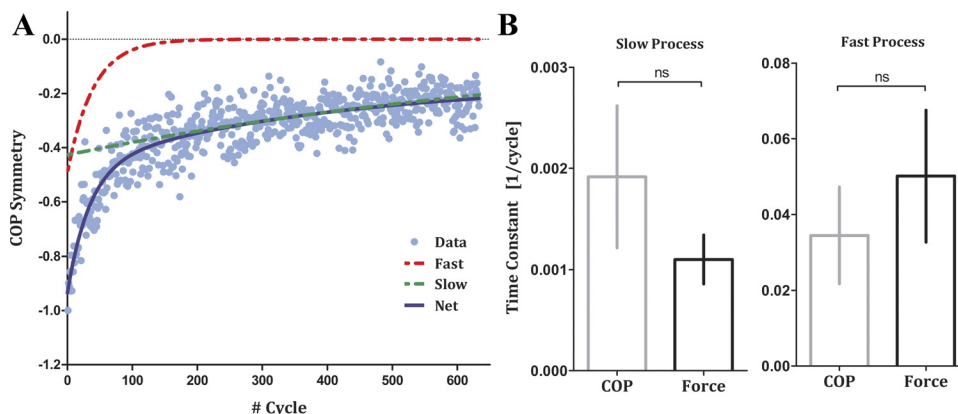 A
0.0
-0.2
-0.4
-0.6
-0.8
-1.0
-1.2
COP Symmetry
0 100 200 300 400 500 600
# Cycle
Data
Fast
Slow
Net
B
Slow Process
ns
0.003
0.002
0.001
0.000
Time Constant [1/cycle]
COP Force
Fast Process
ns
0.08
0.06
0.04
0.02
0.00
COP Force